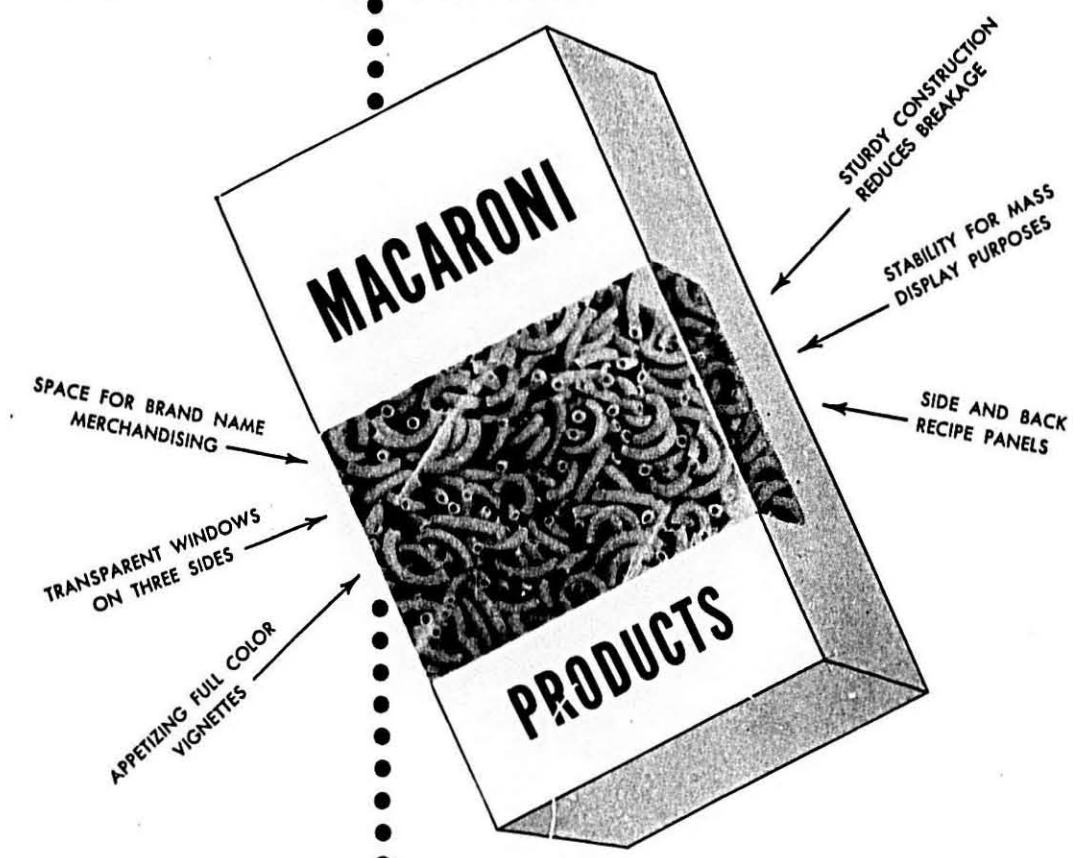 MACARONI
PRODUCTS
SPACE FOR BRAND NAME
MERCHANDISING
TRANSPARENT WINDOWS
ON THREE SIDES
APPETIZING FULL COLOR
VIGNETTES
STURDY CONSTRUCTION
REDUCES BREAKAGE
STABILITY FOR MASS
DISPLAY PURPOSES
SIDE AND BACK
RECIPE PANELS